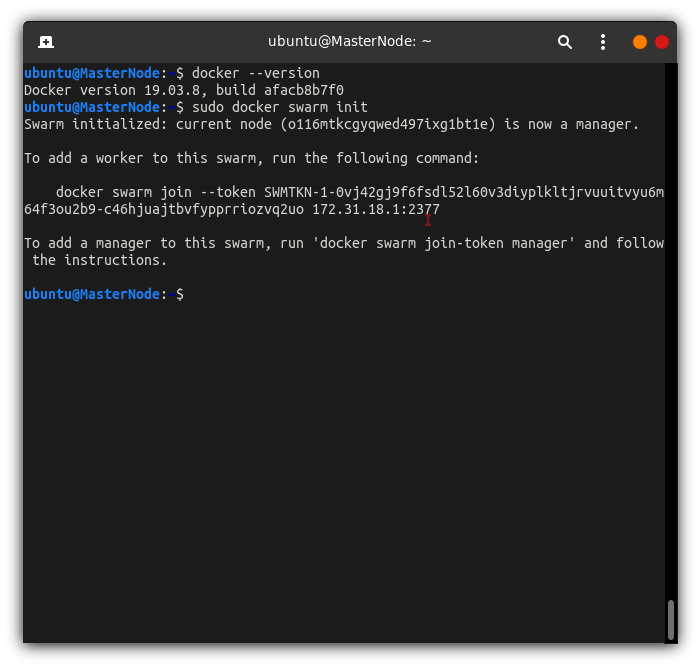 ubuntu@MasterNode: ~
ubuntu@MasterNode:~$ docker --version
Docker version 19.03.8, build afacb8b7f0
ubuntu@MasterNode:~$ sudo docker swarm init
Swarm initialized: current node (o116mtkcgyqwed497ixg1bt1e) is now a manager.
To add a worker to this swarm, run the following command:
docker swarm join --token SWMTKN-1-0vj42gj9f6fsdl52l60v3diyplkltjrvuuitvyu6m
64f3ou2b9-c46hjuajtbvfypprriozvq2uo 172.31.18.1:2377
To add a manager to this swarm, run 'docker swarm join-token manager' and follow
the instructions.
ubuntu@MasterNode:~$